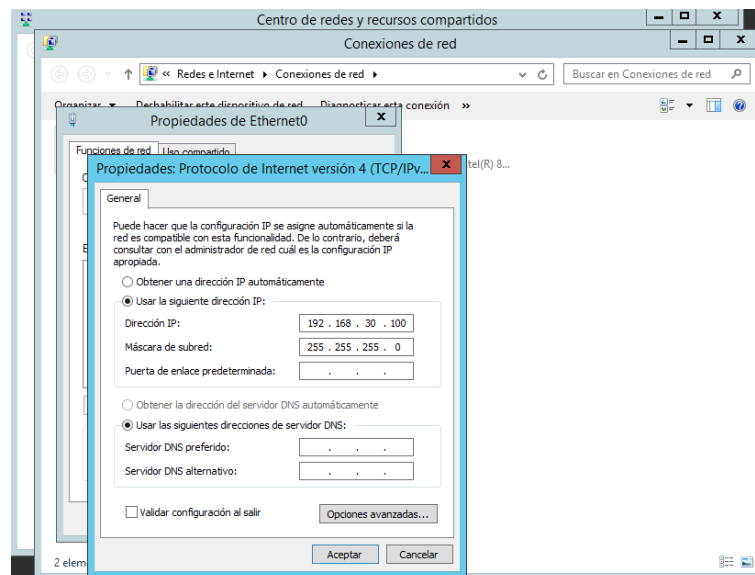 Centro de redes y recursos compartidos
Conexiones de red
« Redes e Internet Conexiones de red
Buscar en Conexiones de red
Organizar Deshabilitar este dispositivo de red Diagnosticar esta conexión »
Propiedades de Ethernet0
Funciones de red Uso compartido
tel(R) 8...
Propiedades: Protocolo de Internet versión 4 (TCP/IPv...
General
Puede hacer que la configuración IP se asigne automáticamente si la
red es compatible con esta funcionalidad. De lo contrario, deberá
consultar con el administrador de red cuál es la configuración IP
apropiada.
Obtener una dirección IP automáticamente
Usar la siguiente dirección IP:
Dirección IP: 192 . 168 . 30 . 100
Máscara de subred: 255 . 255 . 255 . 0
Puerta de enlace predeterminada: . . .
Obtener la dirección del servidor DNS automáticamente
Usar las siguientes direcciones de servidor DNS:
Servidor DNS preferido: . . .
Servidor DNS alternativo: . . .
Validar configuración al salir
Opciones avanzadas...
Aceptar Cancelar
2 elem